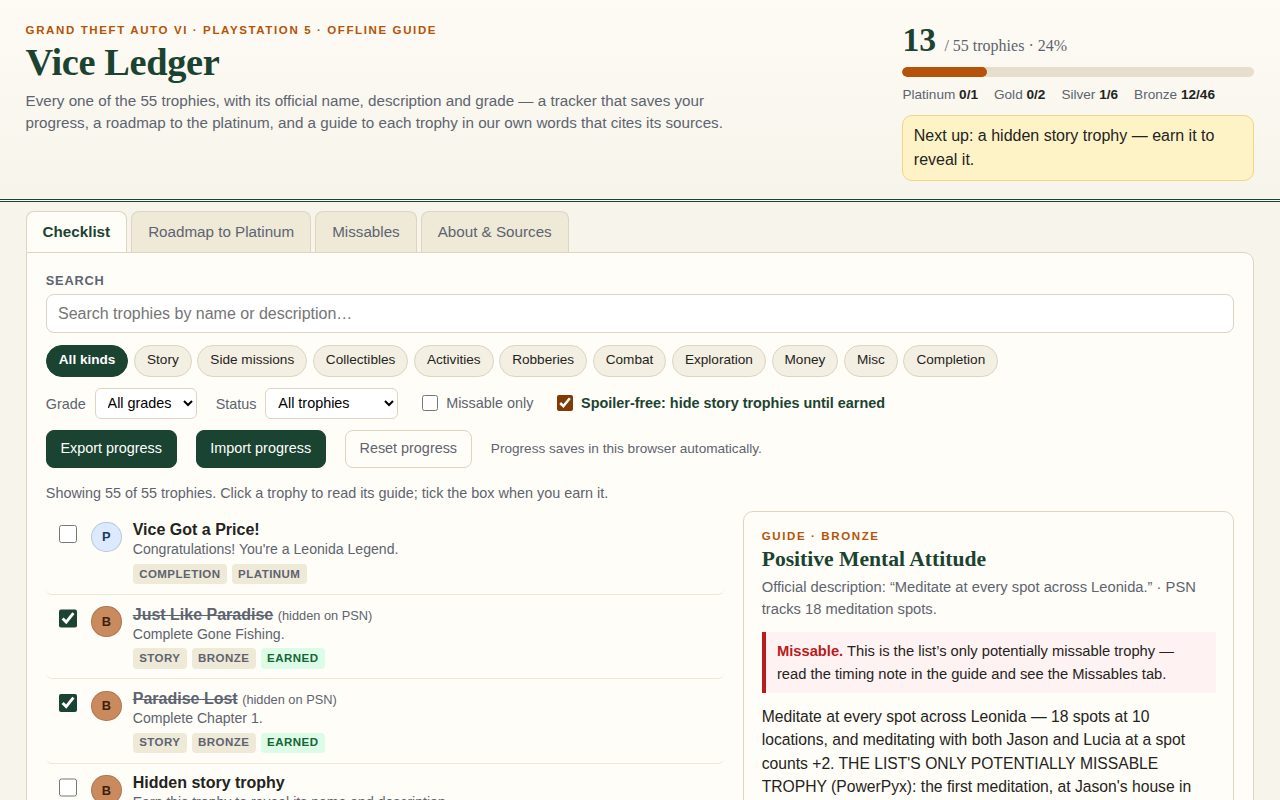 GRAND THEFT AUTO VI · PLAYSTATION 5 · OFFLINE GUIDE
Vice Ledger
Every one of the 55 trophies, with its official name, description and grade — a tracker that saves your
progress, a roadmap to the platinum, and a guide to each trophy in our own words that cites its sources.
13 / 55 trophies · 24%
Platinum 0/1 Gold 0/2 Silver 1/6 Bronze 12/46
Next up: a hidden story trophy — earn it to
reveal it.
Checklist Roadmap to Platinum Missables About & Sources
SEARCH
Search trophies by name or description…
All kinds Story Side missions Collectibles Activities Robberies Combat Exploration Money Misc Completion
Grade All grades Status All trophies Missable only Spoiler-free: hide story trophies until earned
Export progress Import progress Reset progress Progress saves in this browser automatically.
Showing 55 of 55 trophies. Click a trophy to read its guide; tick the box when you earn it.
P Vice Got a Price!
Congratulations! You're a Leonida Legend.
COMPLETION PLATINUM
B Just Like Paradise (hidden on PSN)
Complete Gone Fishing.
STORY BRONZE EARNED
B Paradise Lost (hidden on PSN)
Complete Chapter 1.
STORY BRONZE EARNED
B Hidden story trophy
Earn this trophy to reveal its name and description.
GUIDE · BRONZE
Positive Mental Attitude
Official description: “Meditate at every spot across Leonida.” · PSN
tracks 18 meditation spots.
Missable. This is the list’s only potentially missable trophy —
read the timing note in the guide and see the Missables tab.
Meditate at every spot across Leonida — 18 spots at 10
locations, and meditating with both Jason and Lucia at a spot
counts +2. THE LIST'S ONLY POTENTIALLY MISSABLE
TROPHY (PowerPyx): the first meditation, at Jason's house in